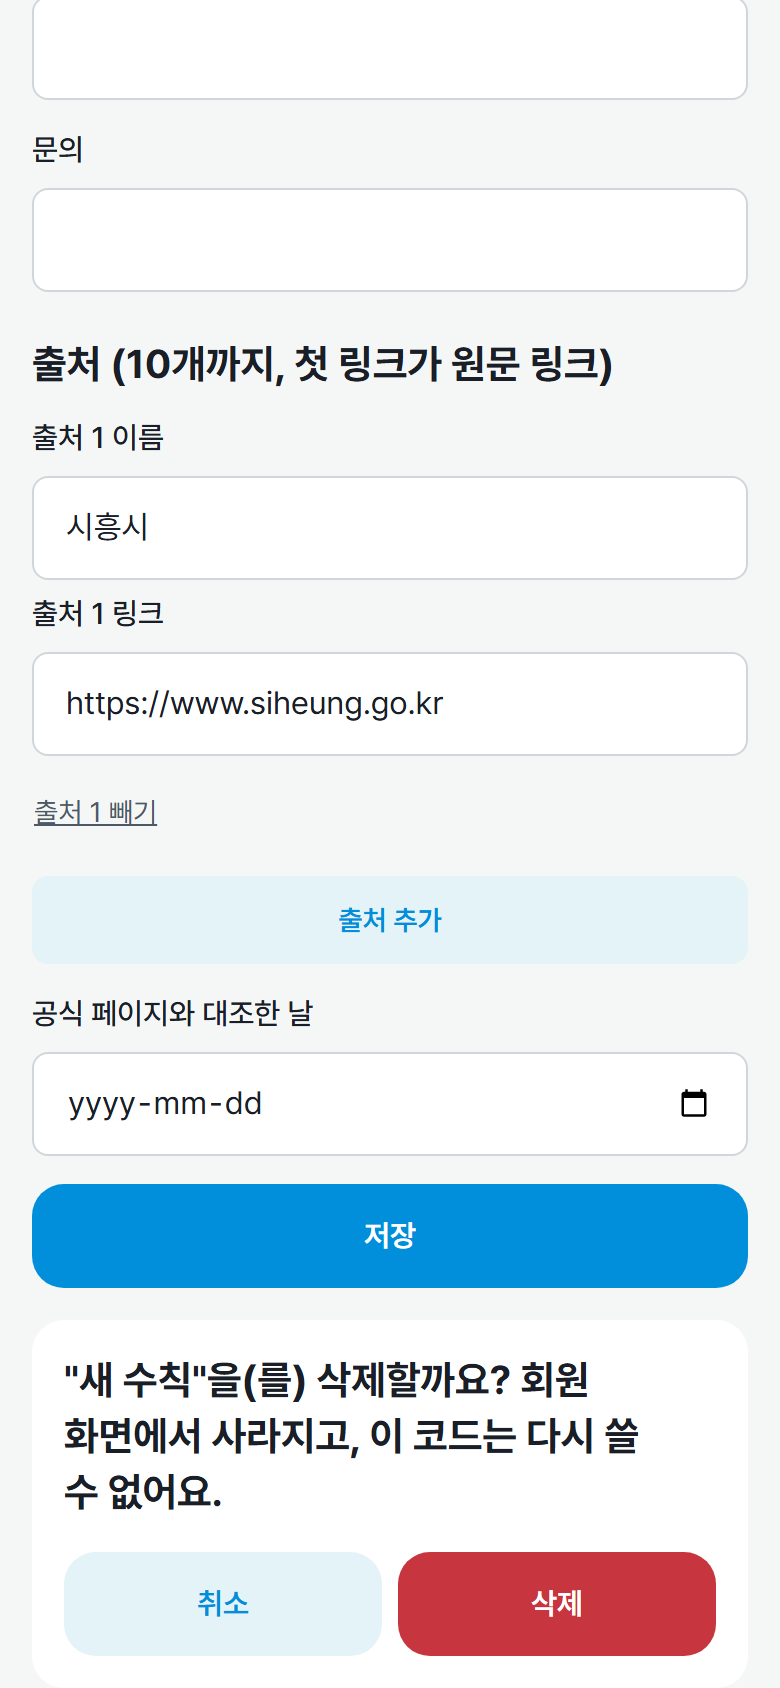 문의
출처 (10개까지, 첫 링크가 원문 링크)
출처 1 이름
시흥시
출처 1 링크
https://www.siheung.go.kr
출처 1 빼기
출처 추가
공식 페이지와 대조한 날
yyyy-mm-dd
저장
"새 수칙"을(를) 삭제할까요? 회원
화면에서 사라지고, 이 코드는 다시 쓸
수 없어요.
취소
삭제